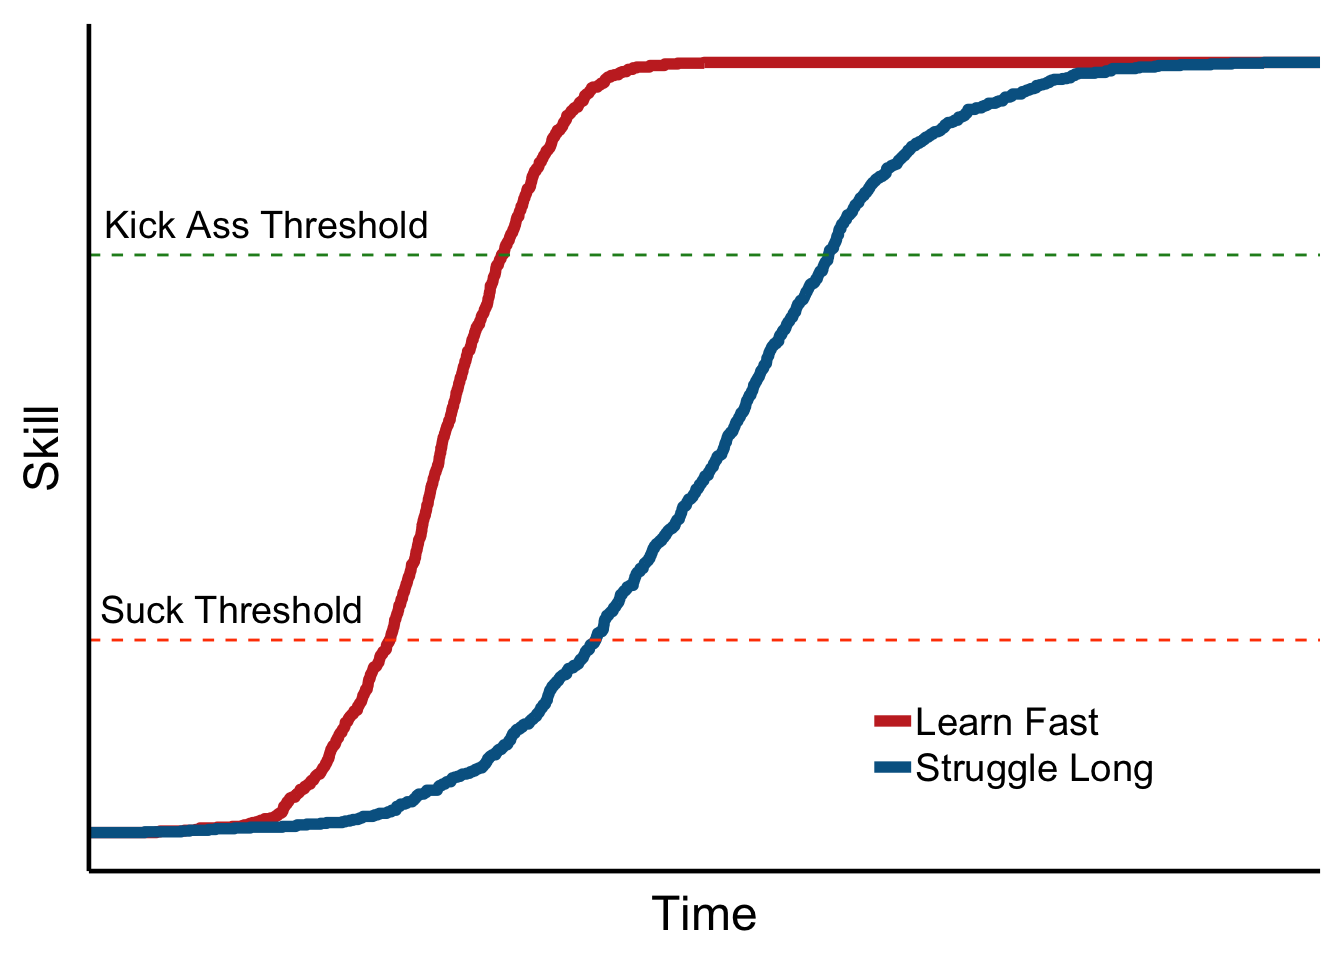 Kick Ass Threshold
Skill
Suck Threshold
Learn Fast
Struggle Long
Time